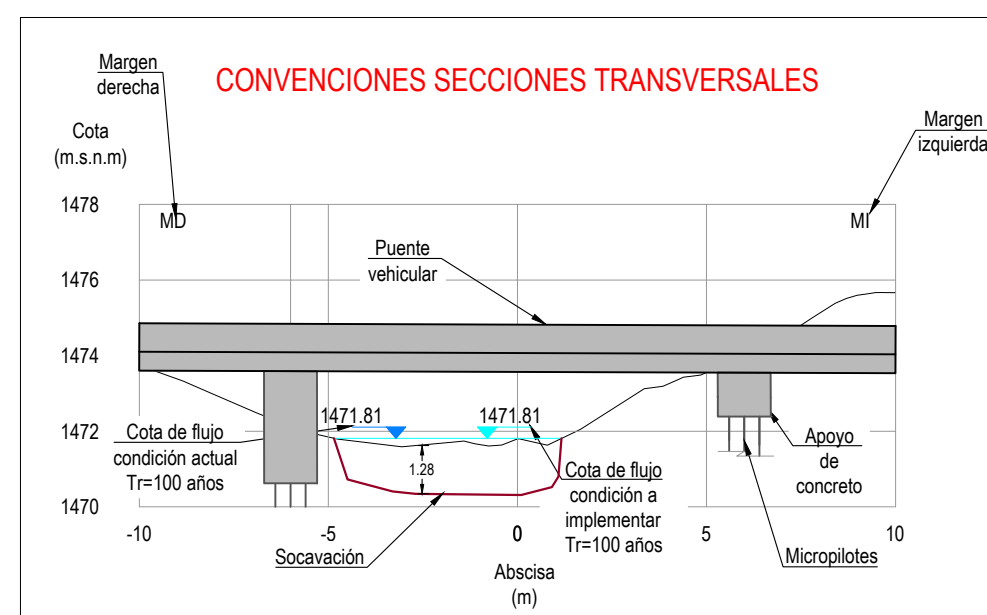 CONVENCIONES SECCIONES TRANSVERSALES
Margen
derecha
Margen
izquierda
Cota
(m.s.n.m)
1478
MD
MI
Puente
vehicular
1476
1474
1471.81
1471.81
1472
Cota de flujo
condición actual
Tr=100 años
1.28
Cota de flujo
condición a
implementar
Tr=100 años
Apoyo
de
concreto
1470
-10
-5
0
5
10
Socavación
Micropilotes
Abscisa
(m)